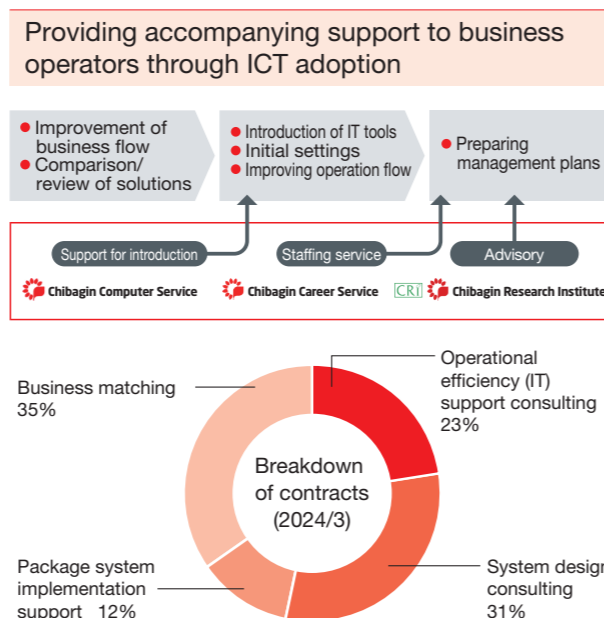 Providing accompanying support to business
operators through ICT adoption
● Improvement of
business flow
● Comparison/
review of solutions
● Introduction of IT tools
● Initial settings
● Improving operation flow
● Preparing
management plans
Support for introduction
Staffing service
Advisory
Chibagin Computer Service
Chibagin Career Service
CRi
Chibagin Research Institute
Operational
efficiency (IT)
support consulting
23%
Business matching
35%
Breakdown
of contracts
(2024/3)
Package system
implementation
support 12%
System design
consulting
31%